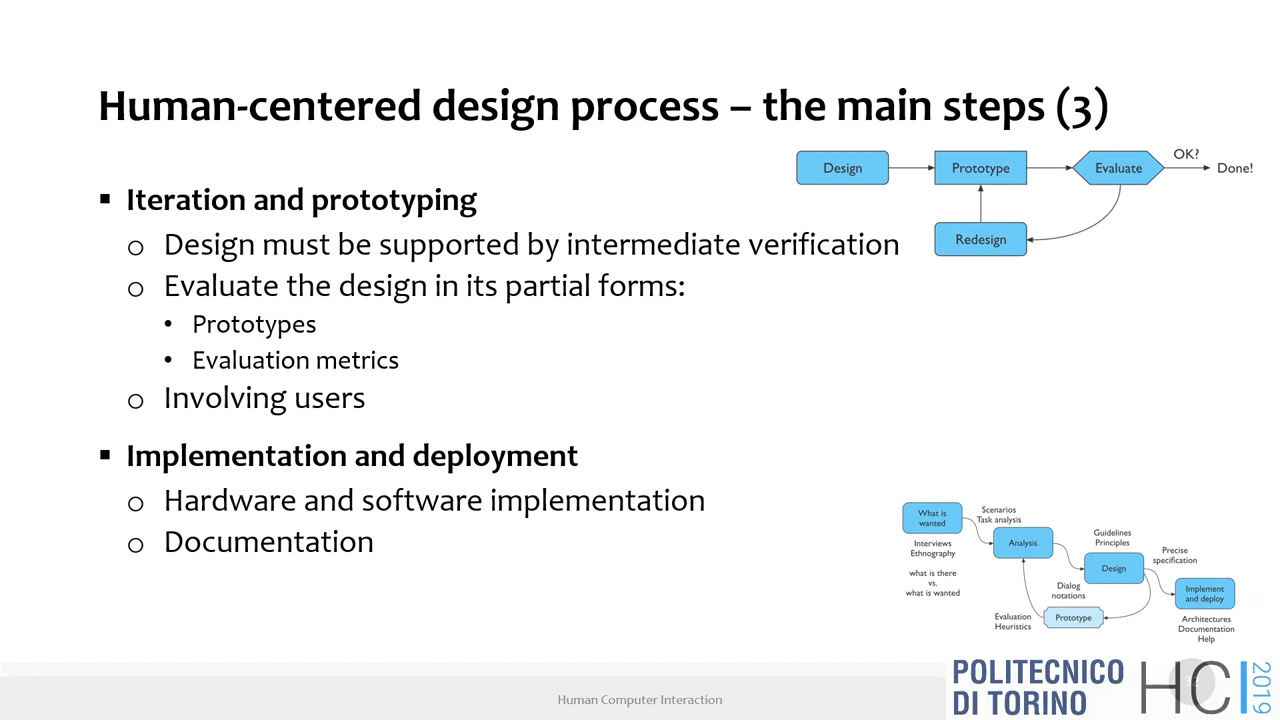 Human-centered design process – the main steps (3)
▪ Iteration and prototyping
o Design must be supported by intermediate verification
o Evaluate the design in its partial forms:
• Prototypes
• Evaluation metrics
o Involving users
▪ Implementation and deployment
o Hardware and software implementation
o Documentation
Design
Prototype
Evaluate
OK?
Done!
Redesign
What is
wanted
Interviews
Ethnography
what is there
vs.
what is wanted
Scenarios
Task analysis
Analysis
Guidelines
Principles
Design
Dialog
notations
Precise
specification
Implement
and deploy
Architectures
Documentation
Help
Prototype
Evaluation
Heuristics
Human Computer Interaction
POLITECNICO
DI TORINO
HCI
2019